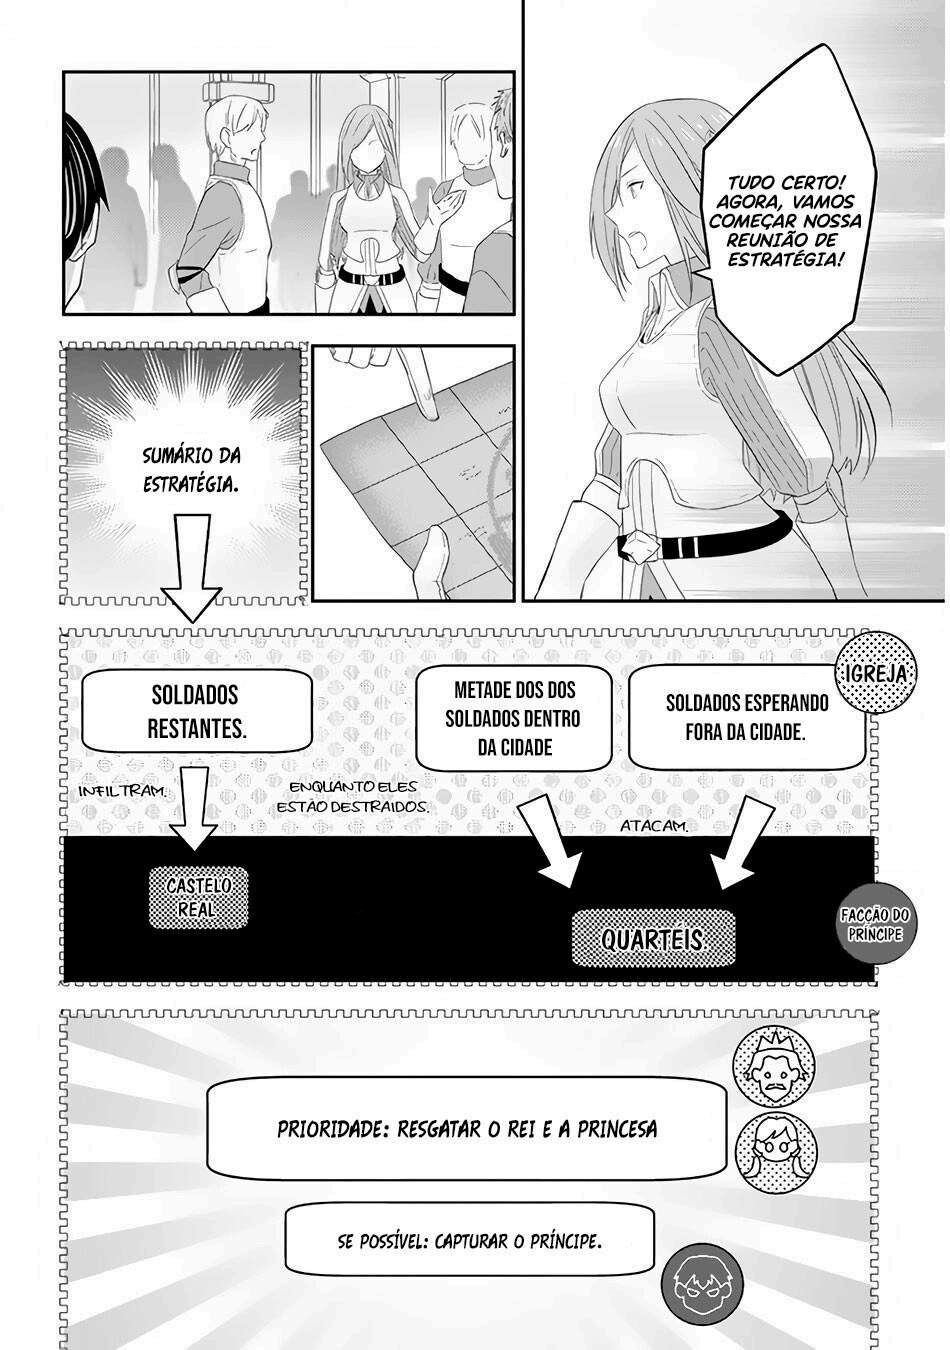 TUDO CERTO!
AGORA, VAMOS
COMEÇAR NOSSA
REUNIÃO DE
ESTRATÉGIA!
SUMÁRIO DA
ESTRATÉGIA.
IGREJA
SOLDADOS
RESTANTES.
METADE DOS DOS
SOLDADOS DENTRO
DA CIDADE
SOLDADOS ESPERANDO
FORA DA CIDADE.
INFILTRAM.
ENQUANTO ELES
ESTÃO DESTRAIDOS.
ATACAM.
CASTELO
REAL
QUARTEIS.
FACÇÃO DO
PRÍNCIPE
PRIORIDADE: RESGATAR O REI E A PRINCESA
SE POSSÍVEL: CAPTURAR O PRÍNCIPE.